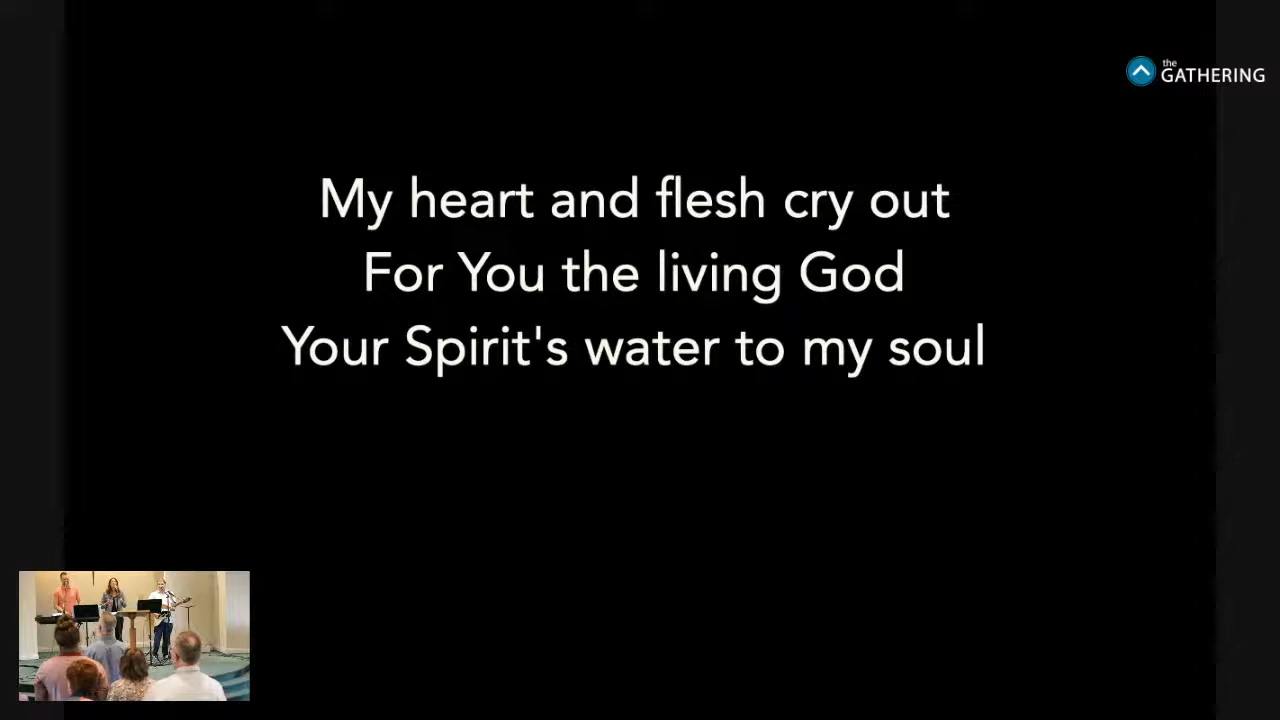 the
GATHERING
My heart and flesh cry out
For You the living God
Your Spirit's water to my soul